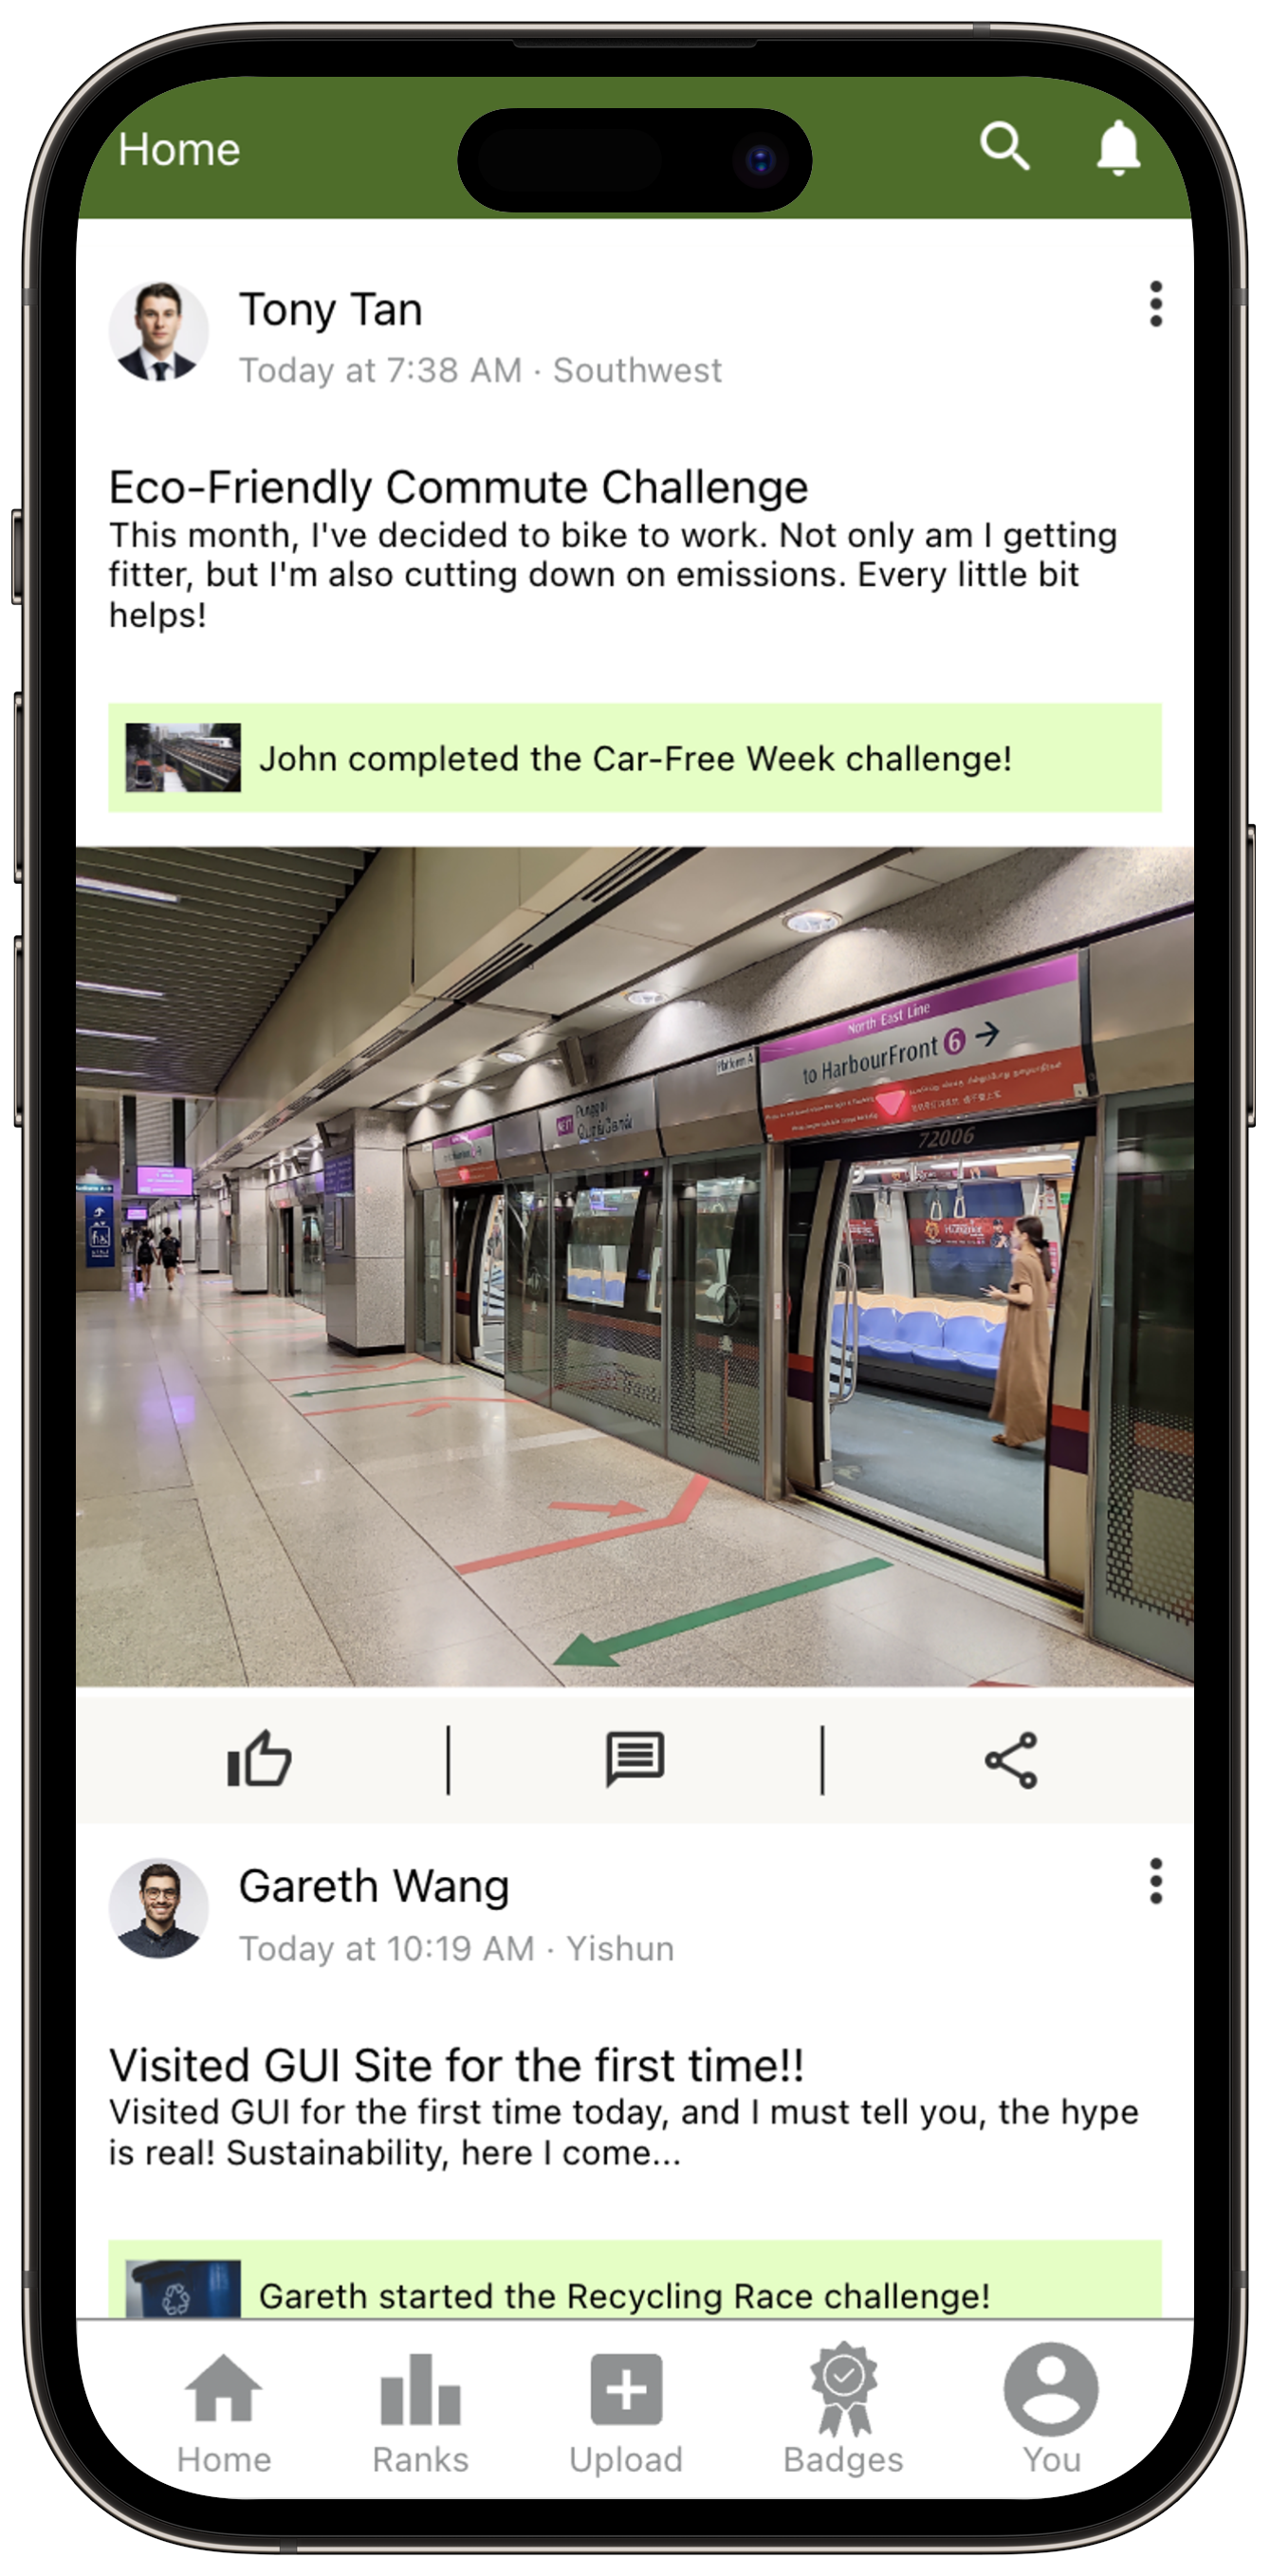 Home
Tony Tan
Today at 7:38 AM · Southwest
Eco-Friendly Commute Challenge
This month, I've decided to bike to work. Not only am I getting
fitter, but I'm also cutting down on emissions. Every little bit
helps!
John completed the Car-Free Week challenge!
North East Line
to HarbourFront 6
Platform A
NEXT Punggol
72006
Gareth Wang
Today at 10:19 AM · Yishun
Visited GUI Site for the first time!!
Visited GUI for the first time today, and I must tell you, the hype
is real! Sustainability, here I come...
Gareth started the Recycling Race challenge!
Home
Ranks
Upload
Badges
You